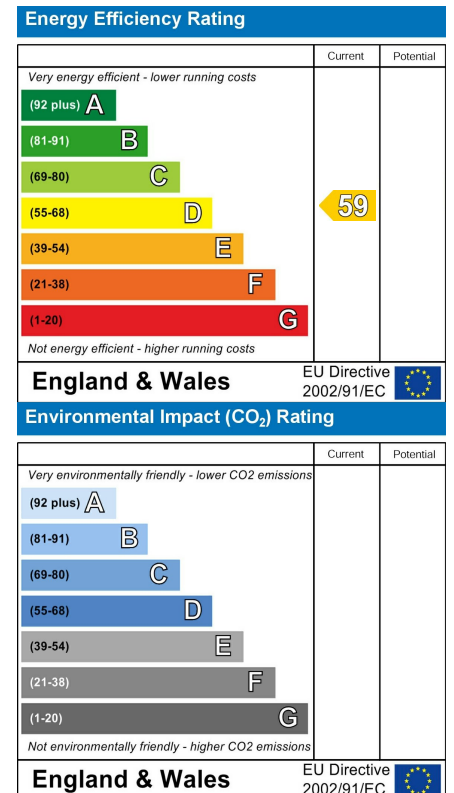 Energy Efficiency Rating
Current Potential
Very energy efficient - lower running costs
(92 plus) A
(81-91) B
(69-80) C
(55-68) D
59
(39-54) E
(21-38) F
(1-20) G
Not energy efficient - higher running costs
England & Wales
EU Directive
2002/91/EC
Environmental Impact (CO₂) Rating
Current Potential
Very environmentally friendly - lower CO2 emissions
(92 plus) A
(81-91) B
(69-80) C
(55-68) D
(39-54) E
(21-38) F
(1-20) G
Not environmentally friendly - higher CO2 emissions
England & Wales
EU Directive
2002/91/EC